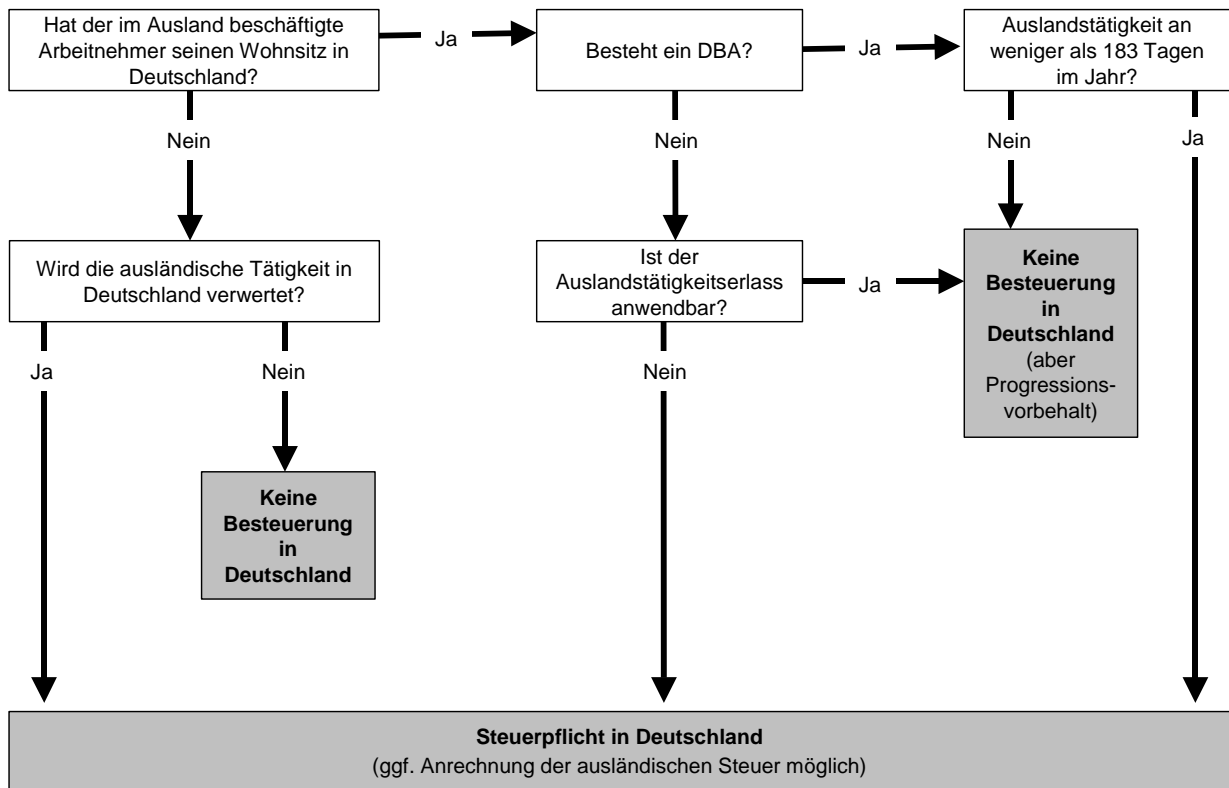 Hat der im Ausland beschäftigte
Arbeitnehmer seinen Wohnsitz in
Deutschland?
Ja
Besteht ein DBA?
Ja
Auslandstätigkeit an
weniger als 183 Tagen
im Jahr?
Nein
Nein
Nein
Ja
Wird die ausländische Tätigkeit in
Deutschland verwertet?
Ist der
Auslandstätigkeitserlass
anwendbar?
Ja
Keine
Besteuerung
in
Deutschland
(aber
Progressions-
vorbehalt)
Ja
Nein
Nein
Keine
Besteuerung
in
Deutschland
Steuerpflicht in Deutschland
(ggf. Anrechnung der ausländischen Steuer möglich)